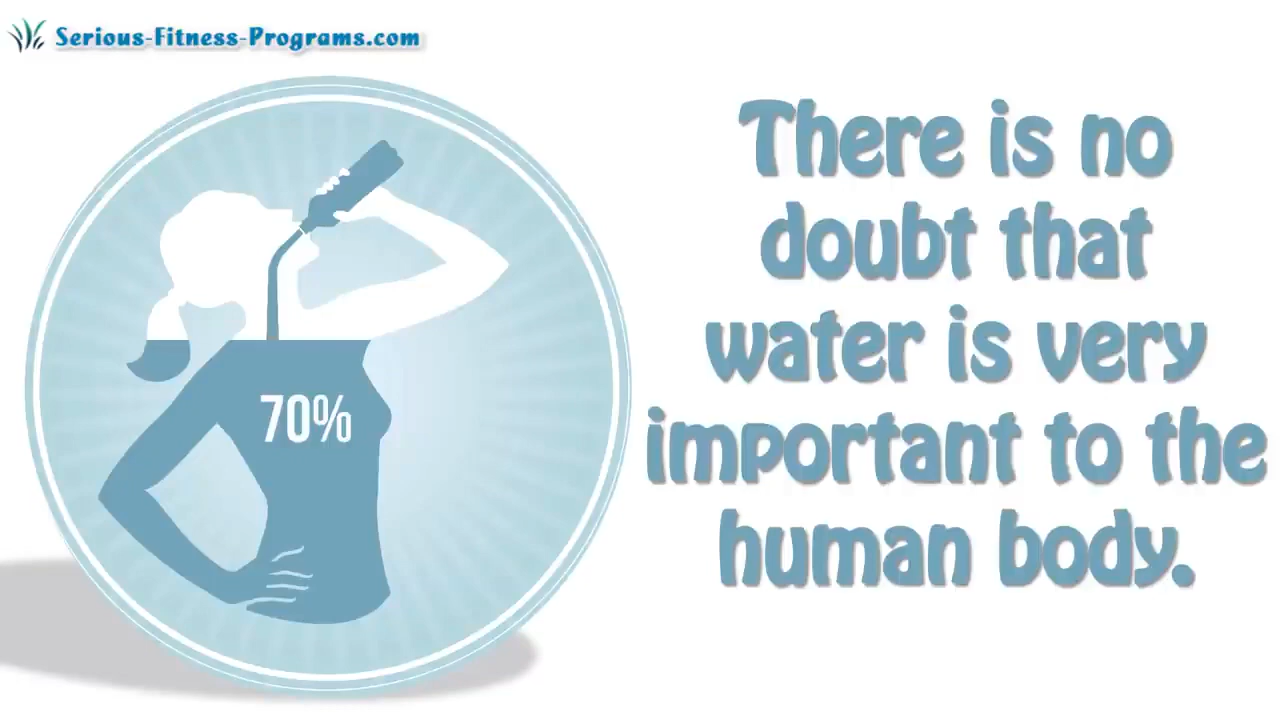 Serious-Fitness-Programs.com
70%
There is no
doubt that
water is very
important to the
human body.